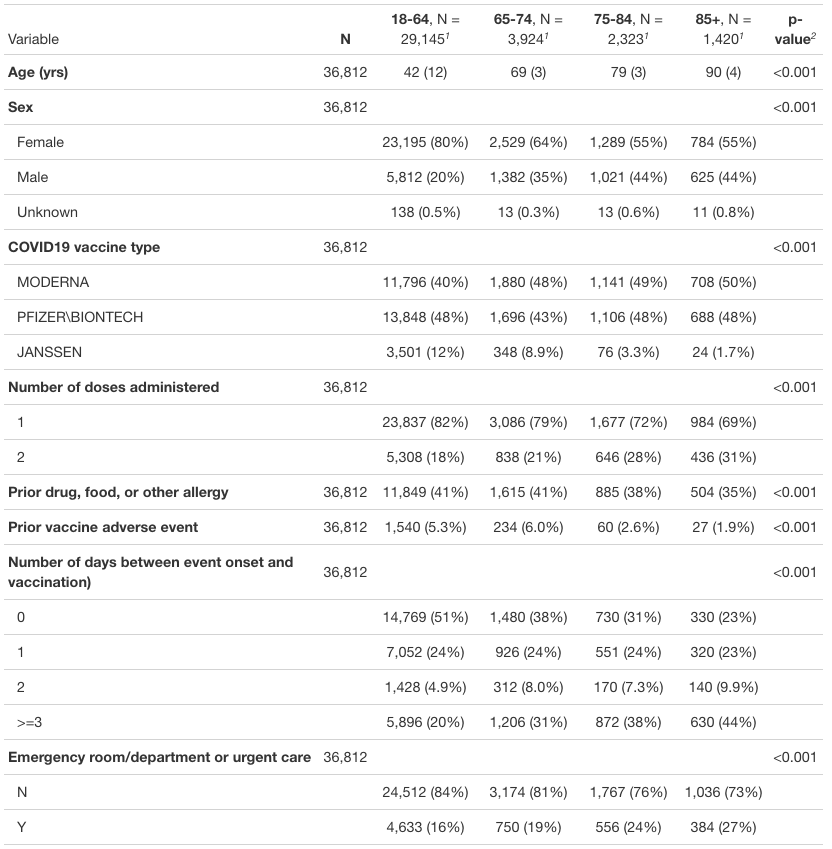 Variable N 18-64, N = 29,145¹ 65-74, N = 3,924¹ 75-84, N = 2,323¹ 85+, N = 1,420¹ p-value²
Age (yrs) 36,812 42 (12) 69 (3) 79 (3) 90 (4) <0.001
Sex 36,812 <0.001
Female 23,195 (80%) 2,529 (64%) 1,289 (55%) 784 (55%)
Male 5,812 (20%) 1,382 (35%) 1,021 (44%) 625 (44%)
Unknown 138 (0.5%) 13 (0.3%) 13 (0.6%) 11 (0.8%)
COVID19 vaccine type 36,812 <0.001
MODERNA 11,796 (40%) 1,880 (48%) 1,141 (49%) 708 (50%)
PFIZER\BIONTECH 13,848 (48%) 1,696 (43%) 1,106 (48%) 688 (48%)
JANSSEN 3,501 (12%) 348 (8.9%) 76 (3.3%) 24 (1.7%)
Number of doses administered 36,812 <0.001
1 23,837 (82%) 3,086 (79%) 1,677 (72%) 984 (69%)
2 5,308 (18%) 838 (21%) 646 (28%) 436 (31%)
Prior drug, food, or other allergy 36,812 11,849 (41%) 1,615 (41%) 885 (38%) 504 (35%) <0.001
Prior vaccine adverse event 36,812 1,540 (5.3%) 234 (6.0%) 60 (2.6%) 27 (1.9%) <0.001
Number of days between event onset and
vaccination) 36,812 <0.001
0 14,769 (51%) 1,480 (38%) 730 (31%) 330 (23%)
1 7,052 (24%) 926 (24%) 551 (24%) 320 (23%)
2 1,428 (4.9%) 312 (8.0%) 170 (7.3%) 140 (9.9%)
>=3 5,896 (20%) 1,206 (31%) 872 (38%) 630 (44%)
Emergency room/department or urgent care 36,812 <0.001
N 24,512 (84%) 3,174 (81%) 1,767 (76%) 1,036 (73%)
Y 4,633 (16%) 750 (19%) 556 (24%) 384 (27%)